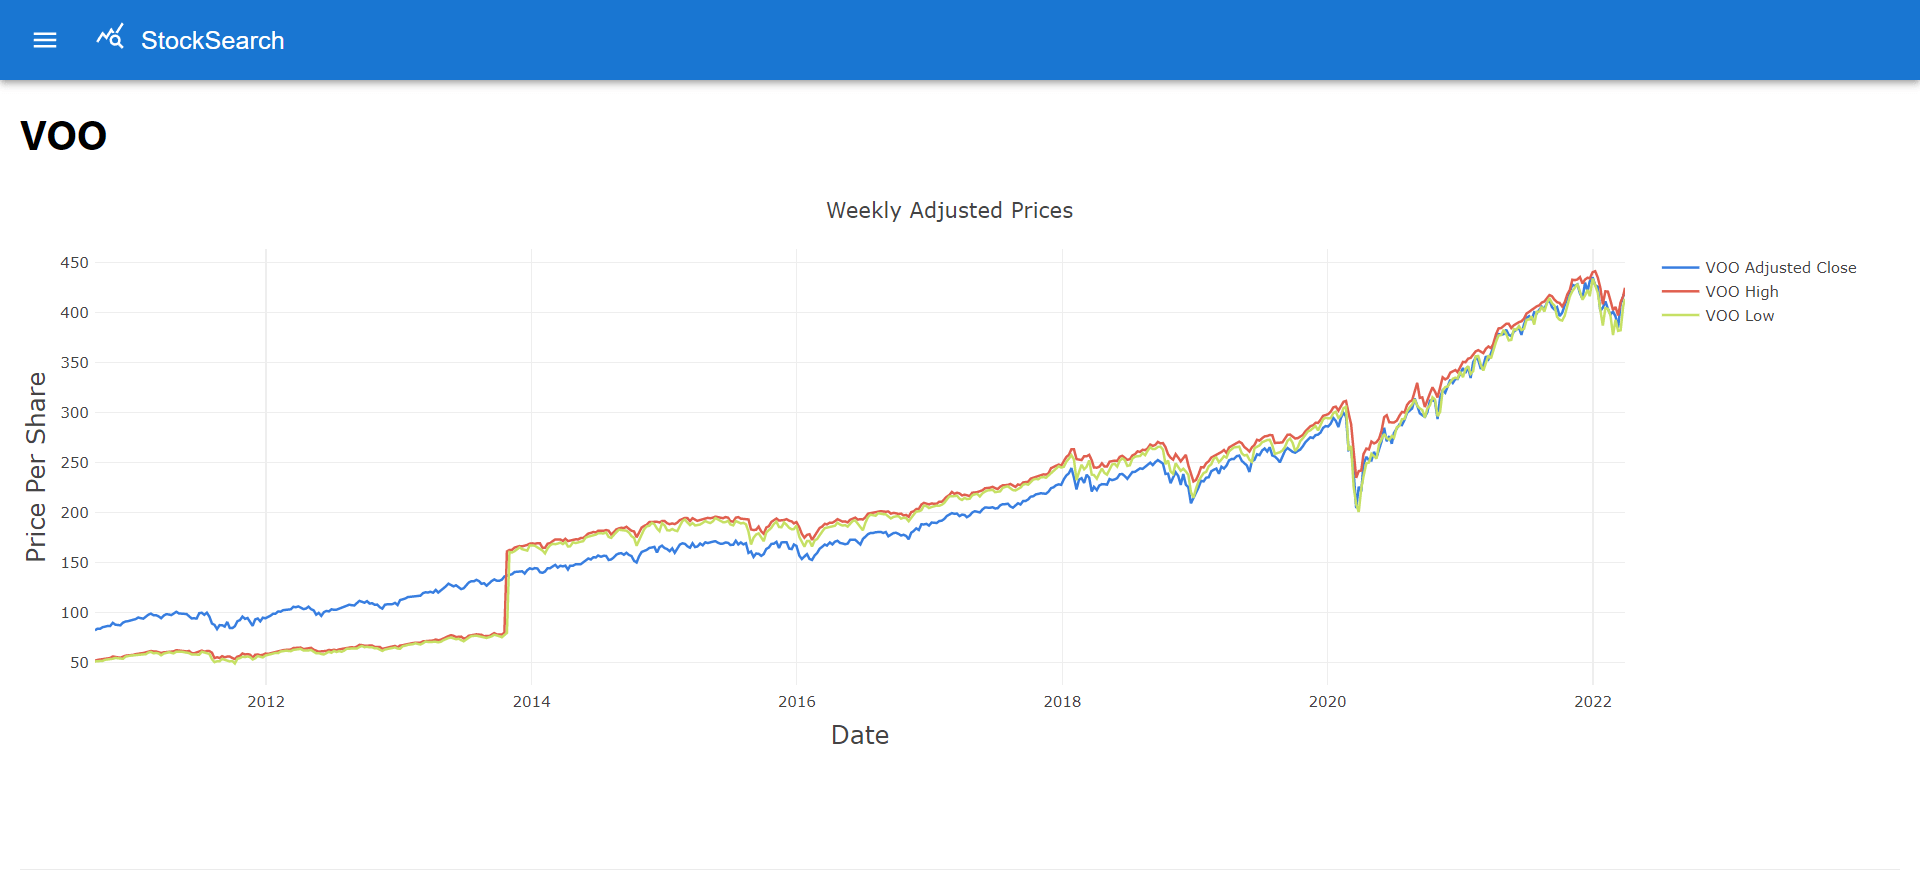 StockSearch
VOO
Weekly Adjusted Prices
450
400
350
300
250
200
150
100
50
Price Per Share
2012 2014 2016 2018 2020 2022
Date
VOO Adjusted Close
VOO High
VOO Low